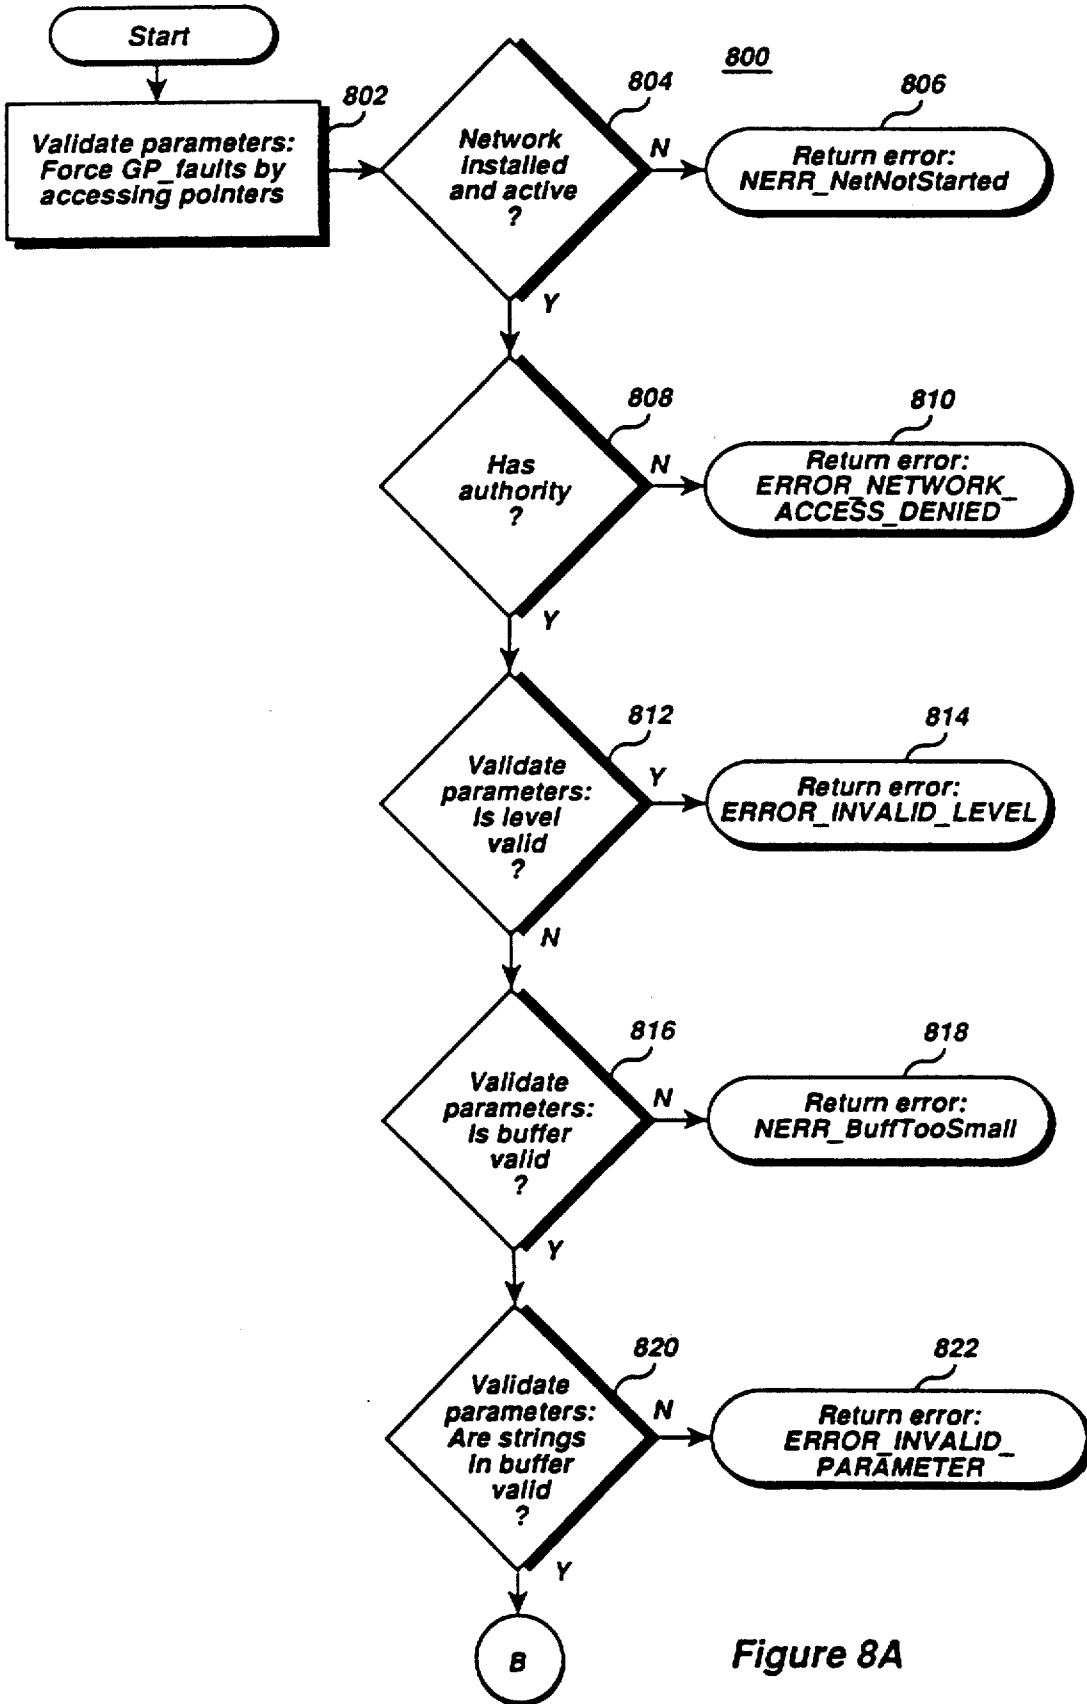 Start
802
Validate parameters:
Force GP_faults by
accessing pointers
800
804
Network
installed
and active
?
N
Y
806
Return error:
NERR_NetNotStarted
808
Has
authority
?
N
Y
810
Return error:
ERROR_NETWORK_
ACCESS_DENIED
812
Validate
parameters:
Is level
valid
?
Y
N
814
Return error:
ERROR_INVALID_LEVEL
816
Validate
parameters:
Is buffer
valid
?
N
Y
818
Return error:
NERR_BuffTooSmall
820
Validate
parameters:
Are strings
in buffer
valid
?
N
Y
822
Return error:
ERROR_INVALID_
PARAMETER
B
Figure 8A